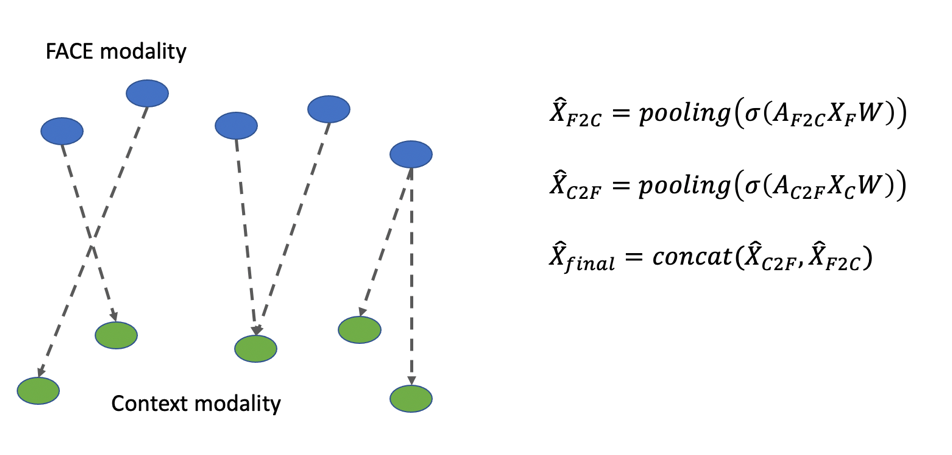 FACE modality
X̂_F2C = pooling(σ(A_F2C X_F W))
X̂_C2F = pooling(σ(A_C2F X_C W))
X̂_final = concat(X̂_C2F, X̂_F2C)
Context modality